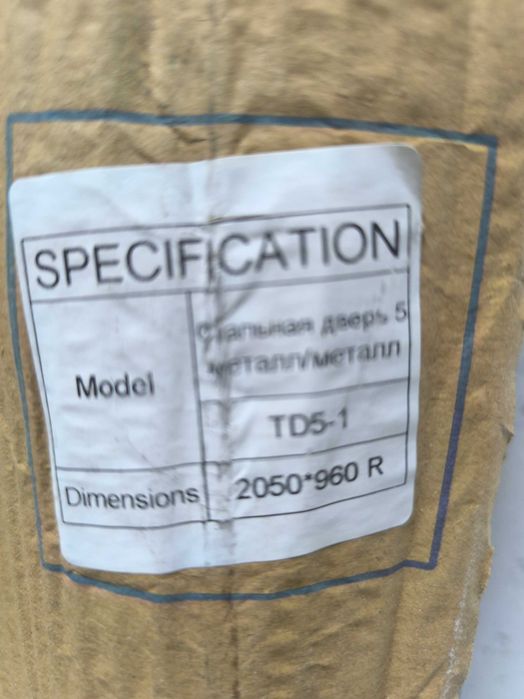 SPECIFICATION
Model
Стальная дверь 5
металл/металл
TD5-1
Dimensions 2050*960 R